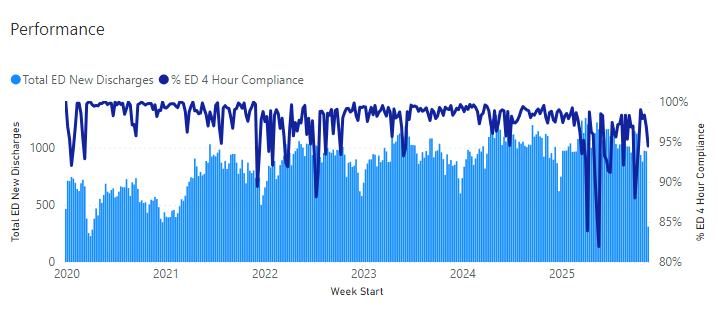 Performance
Total ED New Discharges % ED 4 Hour Compliance
Total ED New Discharges
1000
500
0
100%
95%
90%
85%
80%
% ED 4 Hour Compliance
2020 2021 2022 2023 2024 2025
Week Start